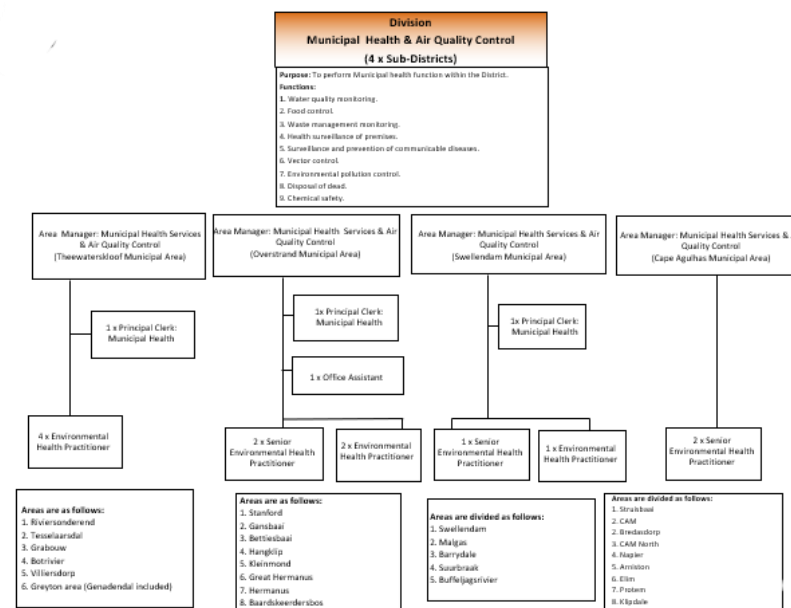 Division
Municipal Health & Air Quality Control
(4 x Sub-Districts)
Purpose: To perform Municipal health function within the District.
Functions:
1. Water quality monitoring.
2. Food control.
3. Waste management monitoring.
4. Health surveillance of premises.
5. Surveillance and prevention of communicable diseases.
6. Vector control.
7. Environmental pollution control.
8. Disposal of dead.
9. Chemical safety.
Area Manager: Municipal Health Services
& Air Quality Control
(Theewaterskloof Municipal Area)
Area Manager: Municipal Health Services & Air
Quality Control
(Overstrand Municipal Area)
Area Manager: Municipal Health Services & Air
Quality Control
(Swellendam Municipal Area)
Area Manager: Municipal Health Services &
Quality Control
(Cape Agulhas Municipal Area)
1 x Principal Clerk:
Municipal Health
1x Principal Clerk:
Municipal Health
1x Principal Clerk:
Municipal Health
1 x Office Assistant
4 x Environmental
Health Practitioner
2 x Senior
Environmental Health
Practitioner
2 x Environmental
Health Practitioner
1 x Senior
Environmental Health
Practitioner
1 x Environmental
Health Practitioner
2 x Senior
Environmental Health
Practitioner
Areas are as follows:
1. Riviersonderend
2. Tesselaarsdal
3. Grabouw
4. Botrivier
5. Villiersdorp
6. Greyton area (Genadendal included)
Areas are as follows:
1. Stanford
2. Gansbaai
3. Bettiesbaai
4. Hangklip
5. Kleinmond
6. Great Hermanus
7. Hermanus
8. Baardskeerdersbos
Areas are divided as follows:
1. Swellendam
2. Malgas
3. Barrydale
4. Suurbraak
5. Buffeljagsrivier
Areas are divided as follows:
1. Struisbaai
2. CAM
2. Bredasdorp
3. CAM North
4. Napier
5. Arniston
6. Elim
7. Protem
8. Klipdale